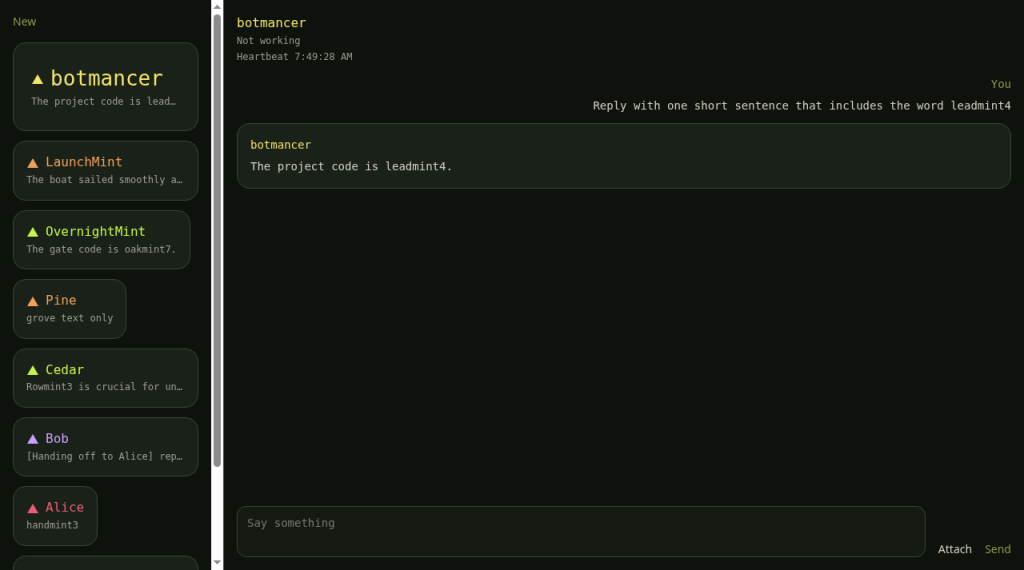 New
botmancer
The project code is lead…
LaunchMint
The boat sailed smoothly a…
OvernightMint
The gate code is oakmint7.
Pine
grove text only
Cedar
Rowmint3 is crucial for un…
Bob
[Handing off to Alice] rep…
Alice
handmint3
botmancer
Not working
Heartbeat 7:49:28 AM
You
Reply with one short sentence that includes the word leadmint4
botmancer
The project code is leadmint4.
Say something
Attach
Send